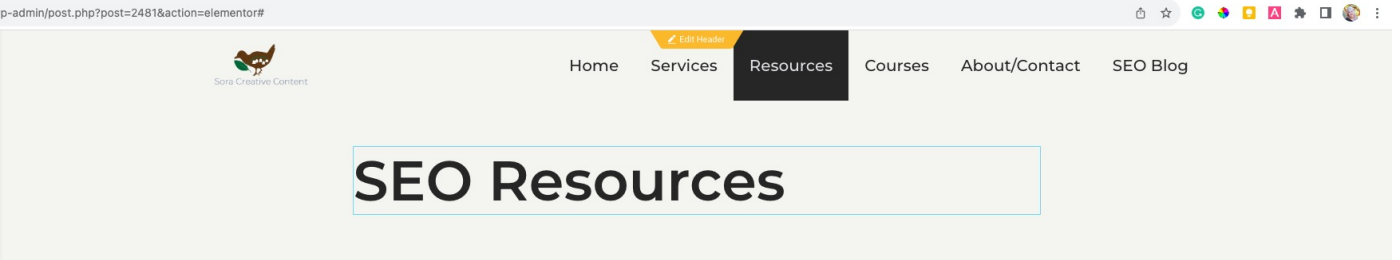 p-admin/post.php?post=2481&action=elementor#
Edit Header
Sora Creative Content
Home Services Resources Courses About/Contact SEO Blog
SEO Resources